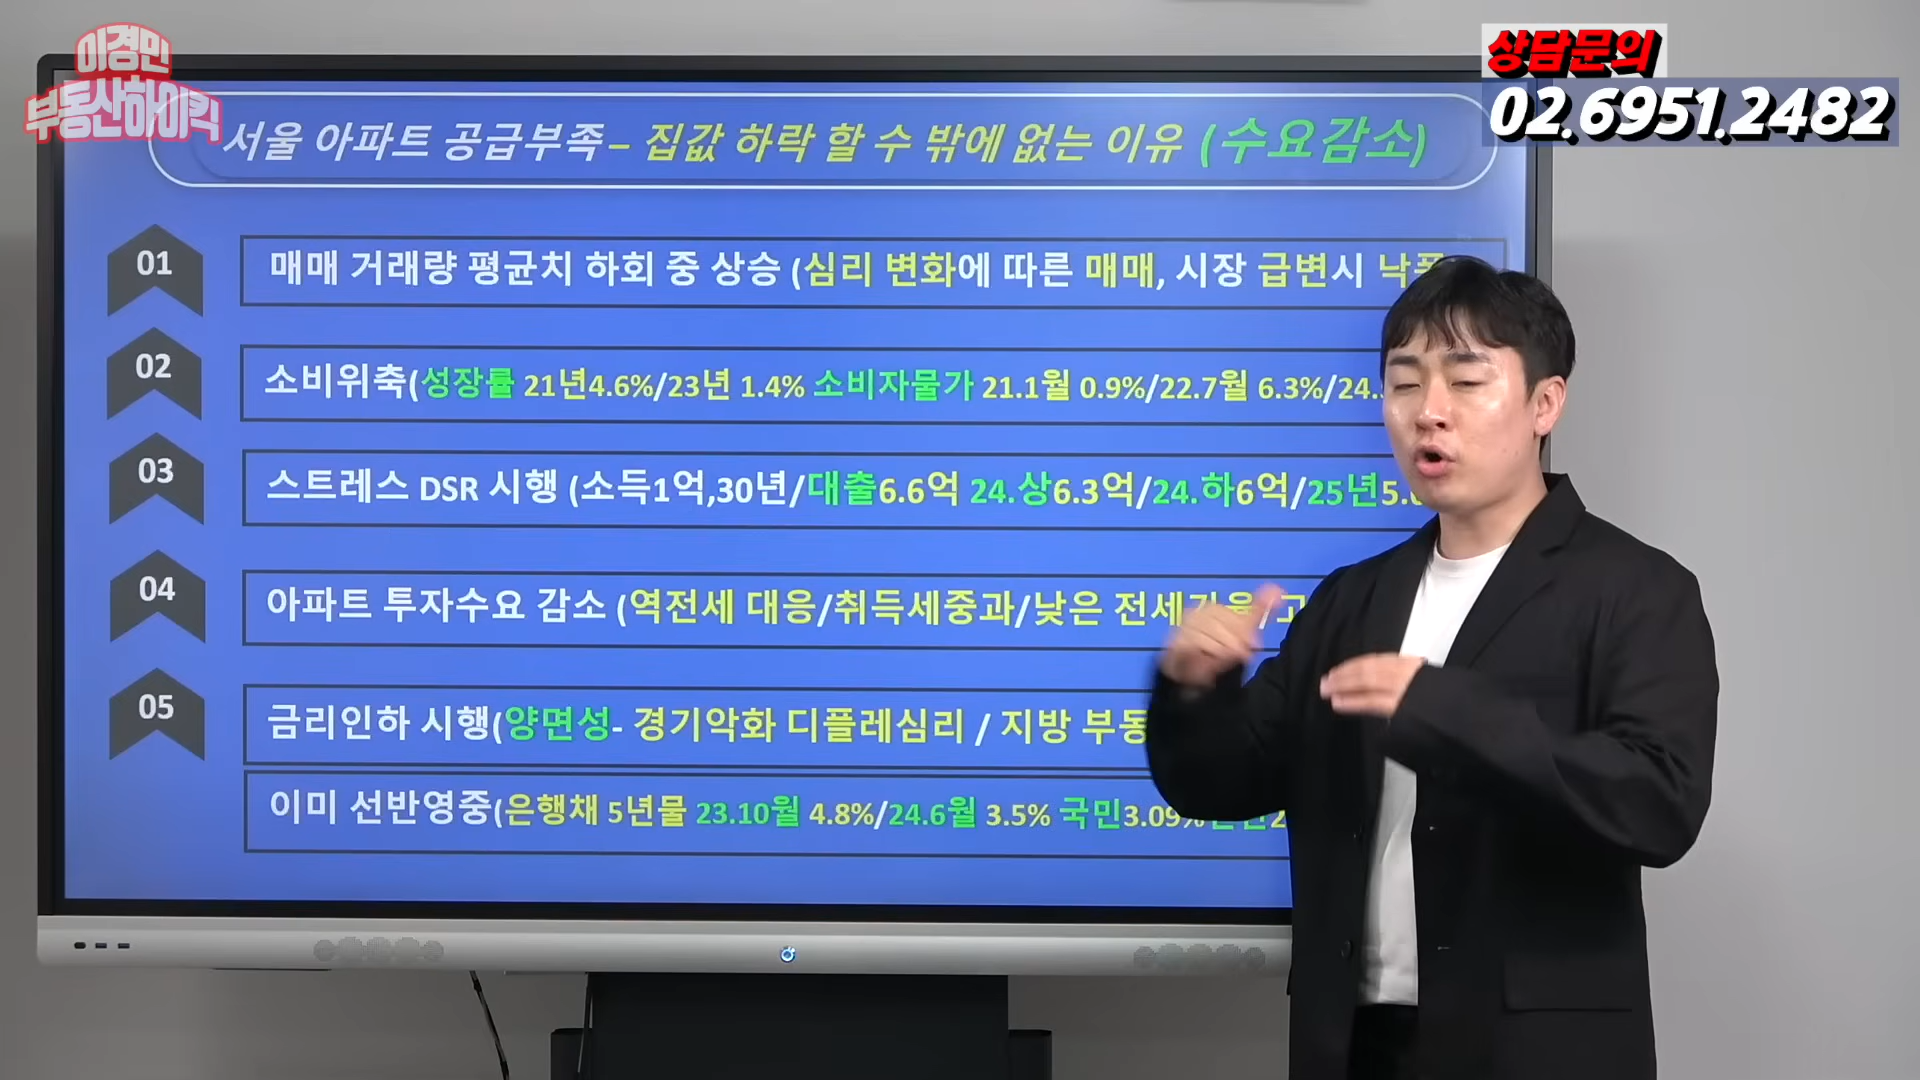 이경민
부동산하이킥
상담문의
02.6951.2482
서울 아파트 공급부족 – 집값 하락 할 수 밖에 없는 이유 (수요감소)
01
매매 거래량 평균치 하회 중 상승 (심리 변화에 따른 매매, 시장 급변시
02
소비위축(성장률 21년4.6%/23년 1.4% 소비자물가 21.1월 0.9%/22.7월 6.3%/24.
03
스트레스 DSR 시행 (소득1억,30년/대출6.6억 24.상6.3억/24.하6억/25년5.
04
아파트 투자수요 감소 (역전세 대응/취득세중과/낮은
05
금리인하 시행(양면성- 경기악화 디플레심리 / 지방
이미 선반영중(은행채 5년물 23.10월 4.8%/24.6월 3.5% 국민3.09%